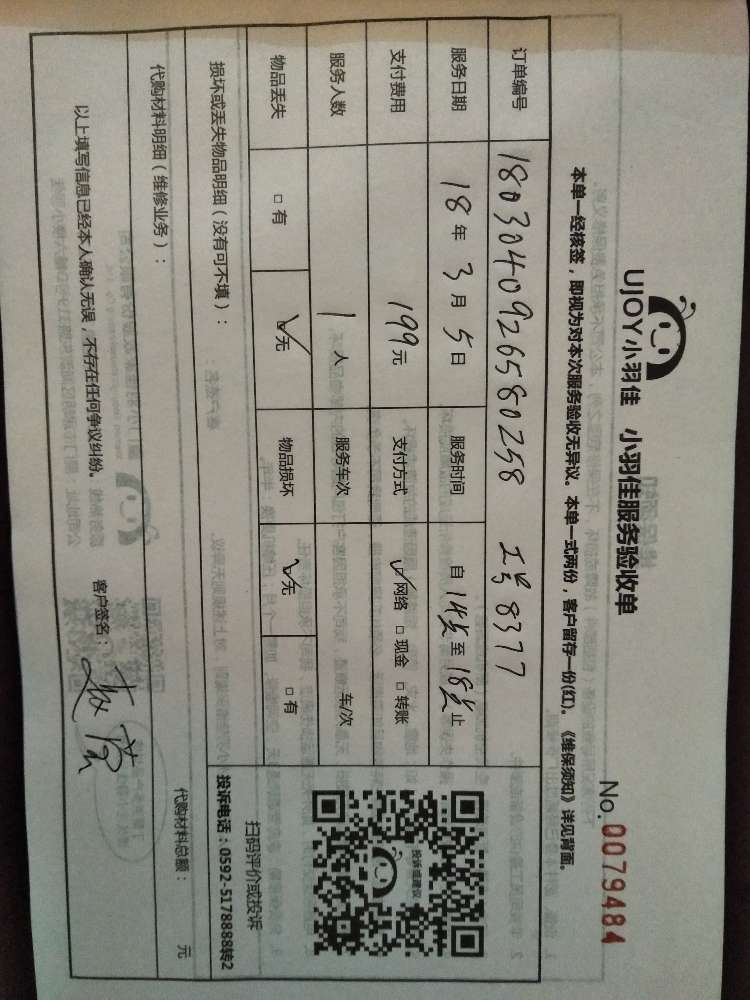 UJOY小羽佳 小羽佳服务验收单
No. 0079484
本单一经核签，即视为对本次服务验收无异议。本单一式两份，客户留存一份(红)。《维保须知》详见背面。
订单编号 1803040926580258 工号8377
服务日期 18年3月5日 服务时间 自14点至18点止
支付费用 199元 支付方式 ☑网络 □现金 □转账
服务人数 1人 服务车次 车/次
物品丢失 □有 ☑无 物品损坏 ☑无 □有
损坏或丢失物品明细（没有可不填）：
投诉或建议
扫码评价或投诉
投诉电话：0592-5178888转2
代购材料明细（维修业务）：
代购材料总额： 元
以上填写信息已经本人确认无误，不存在任何争议纠纷。 客户签名：